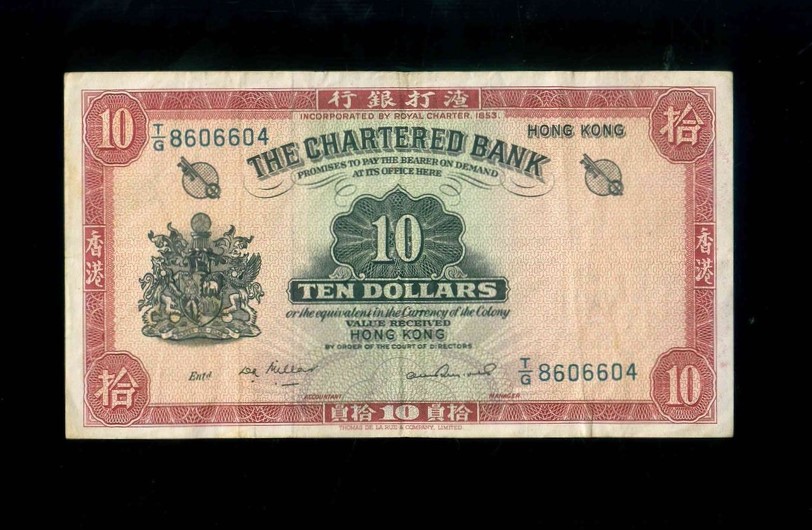 行銀打渣
INCORPORATED BY ROYAL CHARTER, 1853.
10
T/G 8606604
HONG KONG
拾
THE CHARTERED BANK
PROMISES TO PAY THE BEARER ON DEMAND
AT ITS OFFICE HERE
10
香港
香港
TEN DOLLARS
or the equivalent in the Currency of the Colony
VALUE RECEIVED
HONG KONG
BY ORDER OF THE COURT OF DIRECTORS
Entd
T/G 8606604
拾
ACCOUNTANT
MANAGER
10
員拾 10 員拾
THOMAS DE LA RUE & COMPANY, LIMITED.